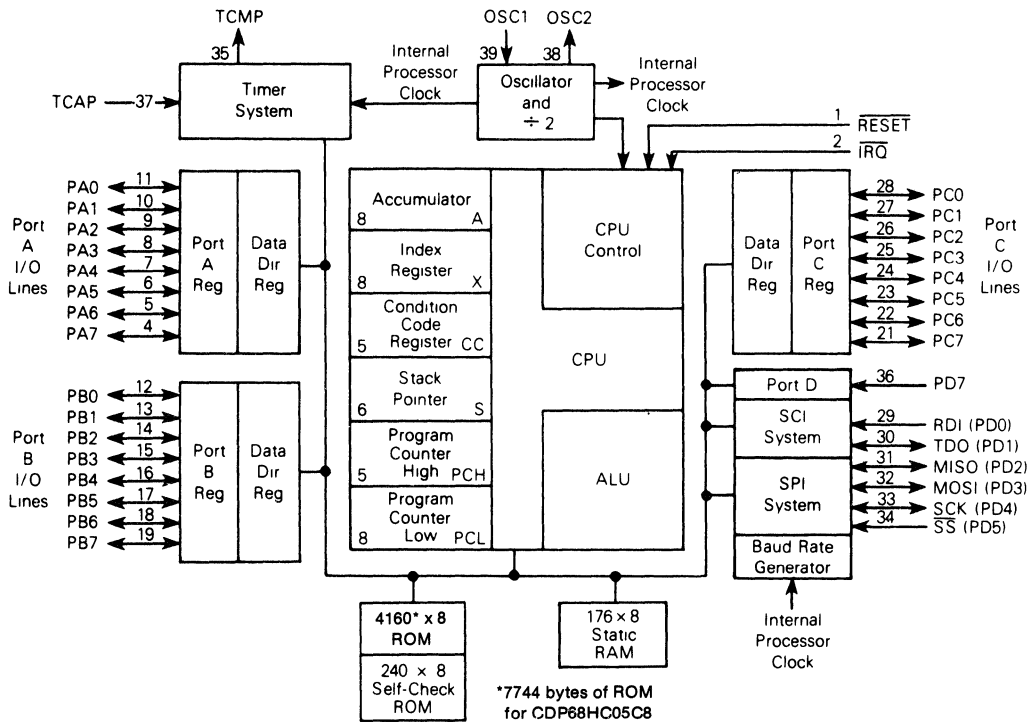 TCMP
35
TCAP
37
Timer
System
Internal
Processor
Clock
OSC1
OSC2
39
38
Oscillator
and
÷ 2
Internal
Processor
Clock
1
RESET
2
IRQ
Port
A
I/O
Lines
PA0
11
PA1
10
PA2
9
PA3
8
PA4
7
PA5
6
PA6
5
PA7
4
Port
A
Reg
Data
Dir
Reg
Port
B
I/O
Lines
PB0
12
PB1
13
PB2
14
PB3
15
PB4
16
PB5
17
PB6
18
PB7
19
Port
B
Reg
Data
Dir
Reg
Accumulator
8 A
Index
Register
8 X
Condition
Code
Register CC
5
Stack
Pointer
6 S
Program
Counter
High PCH
5
Program
Counter
Low PCL
8
CPU
Control
CPU
ALU
Data
Dir
Reg
Port
C
Reg
28
PC0
27
PC1
26
PC2
25
PC3
24
PC4
23
PC5
22
PC6
21
PC7
Port
C
I/O
Lines
Port D
36
PD7
SCI
System
29
RDI (PD0)
30
TDO (PD1)
SPI
System
31
MISO (PD2)
32
MOSI (PD3)
33
SCK (PD4)
34
SS (PD5)
Baud Rate
Generator
Internal
Processor
Clock
4160* x 8
ROM
240 × 8
Self-Check
ROM
176 × 8
Static
RAM
*7744 bytes of ROM
for CDP68HC05C8